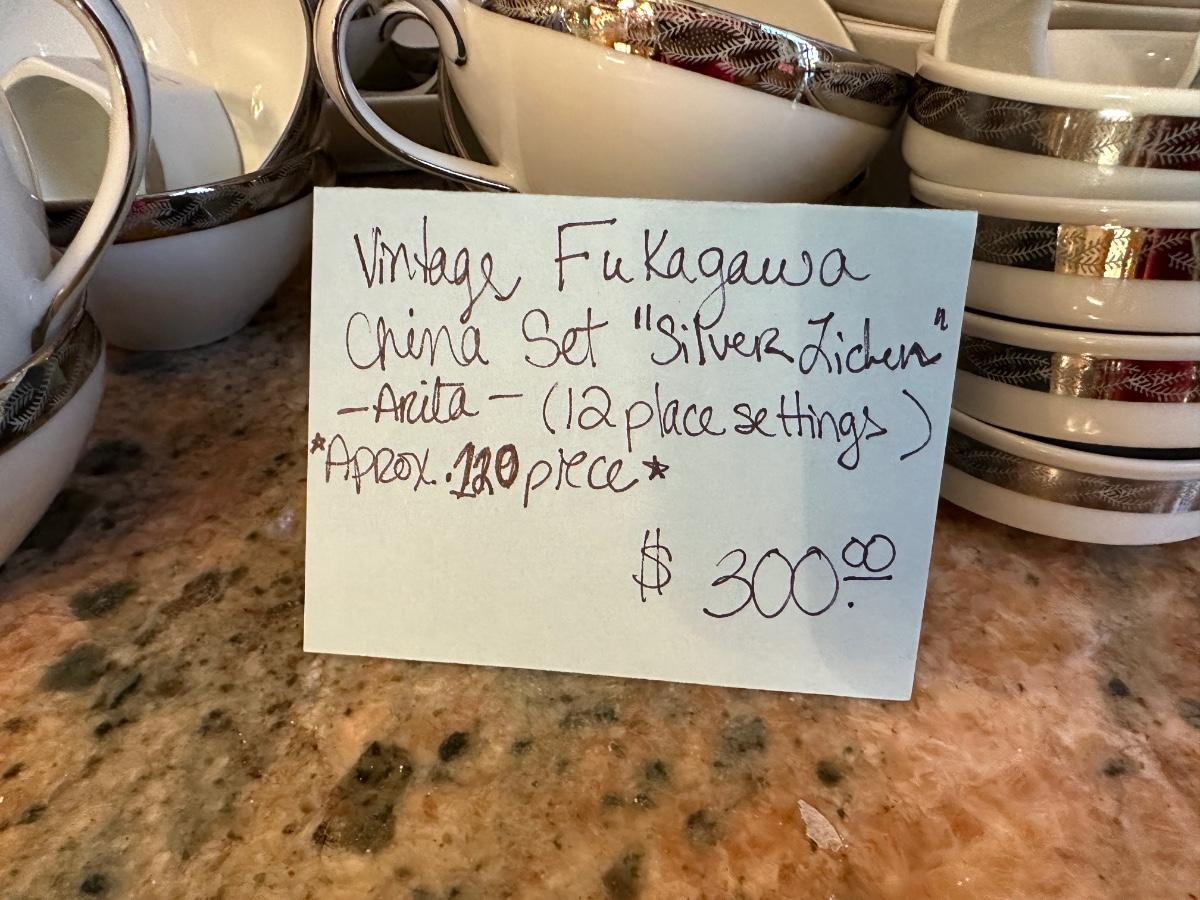 Vintage Fukagawa
China Set "Silver Lichen"
-Arita- (12 place settings)
*Aprox. 120 piece*
$ 300.00